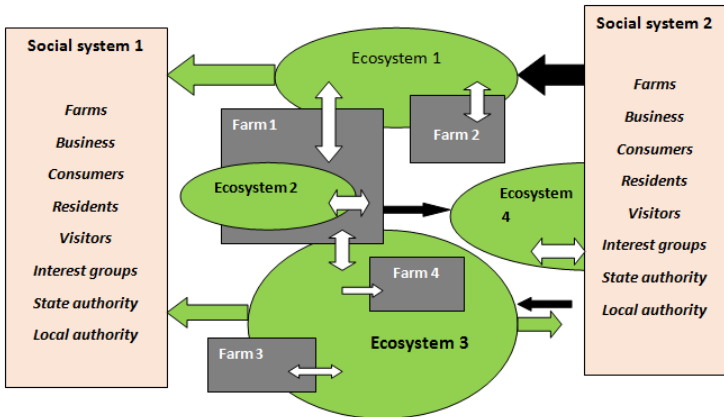 Social system 1
Farms
Business
Consumers
Residents
Visitors
Interest groups
State authority
Local authority
Ecosystem 1
Farm 1
Farm 2
Ecosystem 2
Ecosystem
4
Farm 4
Ecosystem 3
Farm 3
Social system 2
Farms
Business
Consumers
Residents
Visitors
Interest groups
State authority
Local authority